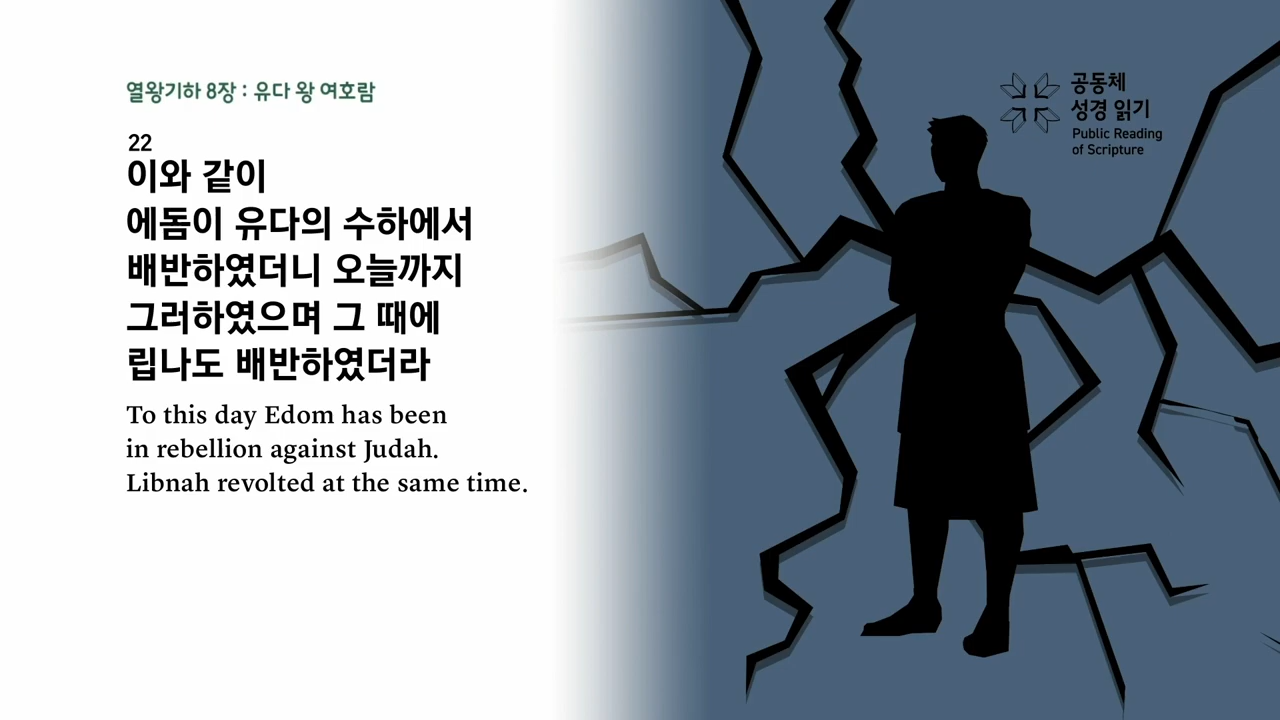 열왕기하 8장 : 유다 왕 여호람
22
이와 같이
에돔이 유다의 수하에서
배반하였더니 오늘까지
그러하였으며 그 때에
립나도 배반하였더라
To this day Edom has been
in rebellion against Judah.
Libnah revolted at the same time.
공동체
성경 읽기
Public Reading
of Scripture